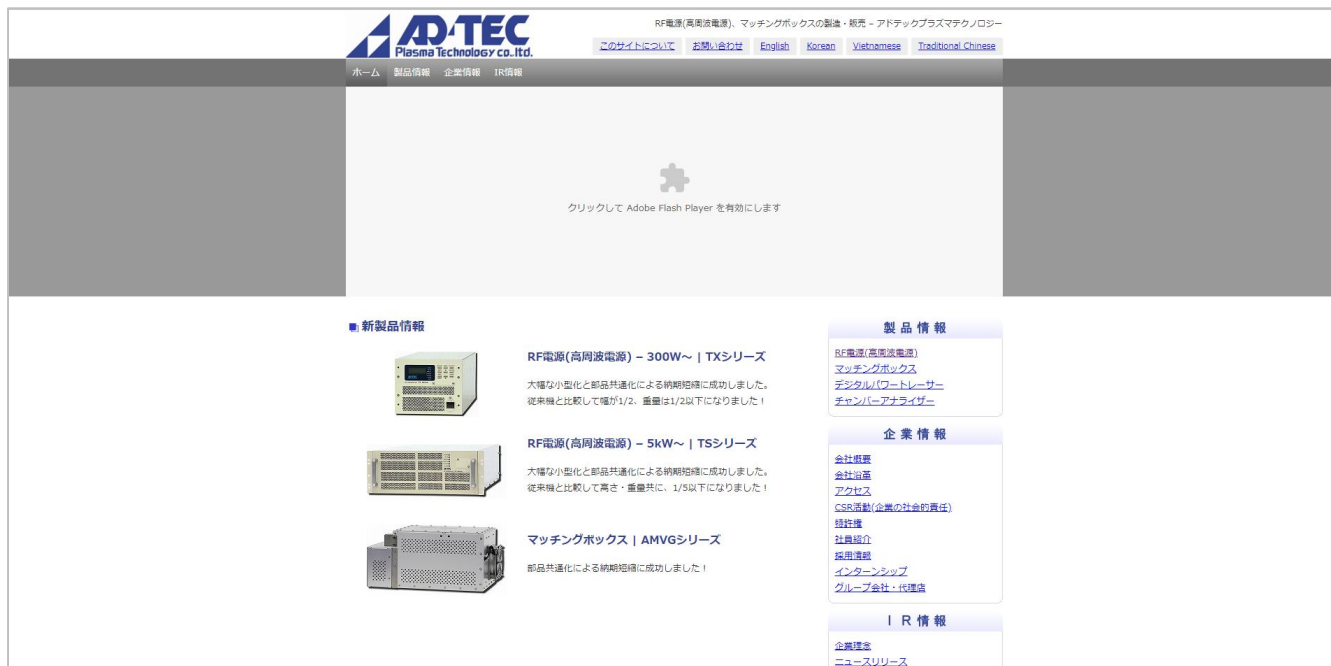 AD-TEC
Plasma Technology co.,ltd.
RF電源(高周波電源)、マッチングボックスの製造・販売 – アドテックプラズマテクノロジー
このサイトについて お問い合わせ English Korean Vietnamese Traditional Chinese
ホーム 製品情報 企業情報 IR情報
クリックして Adobe Flash Player を有効にします
新製品情報
RF電源(高周波電源) – 300W～ | TXシリーズ
大幅な小型化と部品共通化による納期短縮に成功しました。
従来機と比較して幅が1/2、重量は1/2以下になりました！
RF電源(高周波電源) – 5kW～ | TSシリーズ
大幅な小型化と部品共通化による納期短縮に成功しました。
従来機と比較して高さ・重量共に、1/5以下になりました！
マッチングボックス | AMVGシリーズ
部品共通化による納期短縮に成功しました！
製品情報
RF電源(高周波電源)
マッチングボックス
デジタルパワートレーサー
チャンバーアナライザー
企業情報
会社概要
会社沿革
アクセス
CSR活動(企業の社会的責任)
特許権
社員紹介
採用情報
インターンシップ
グループ会社・代理店
ＩＲ情報
企業理念
ニュースリリース